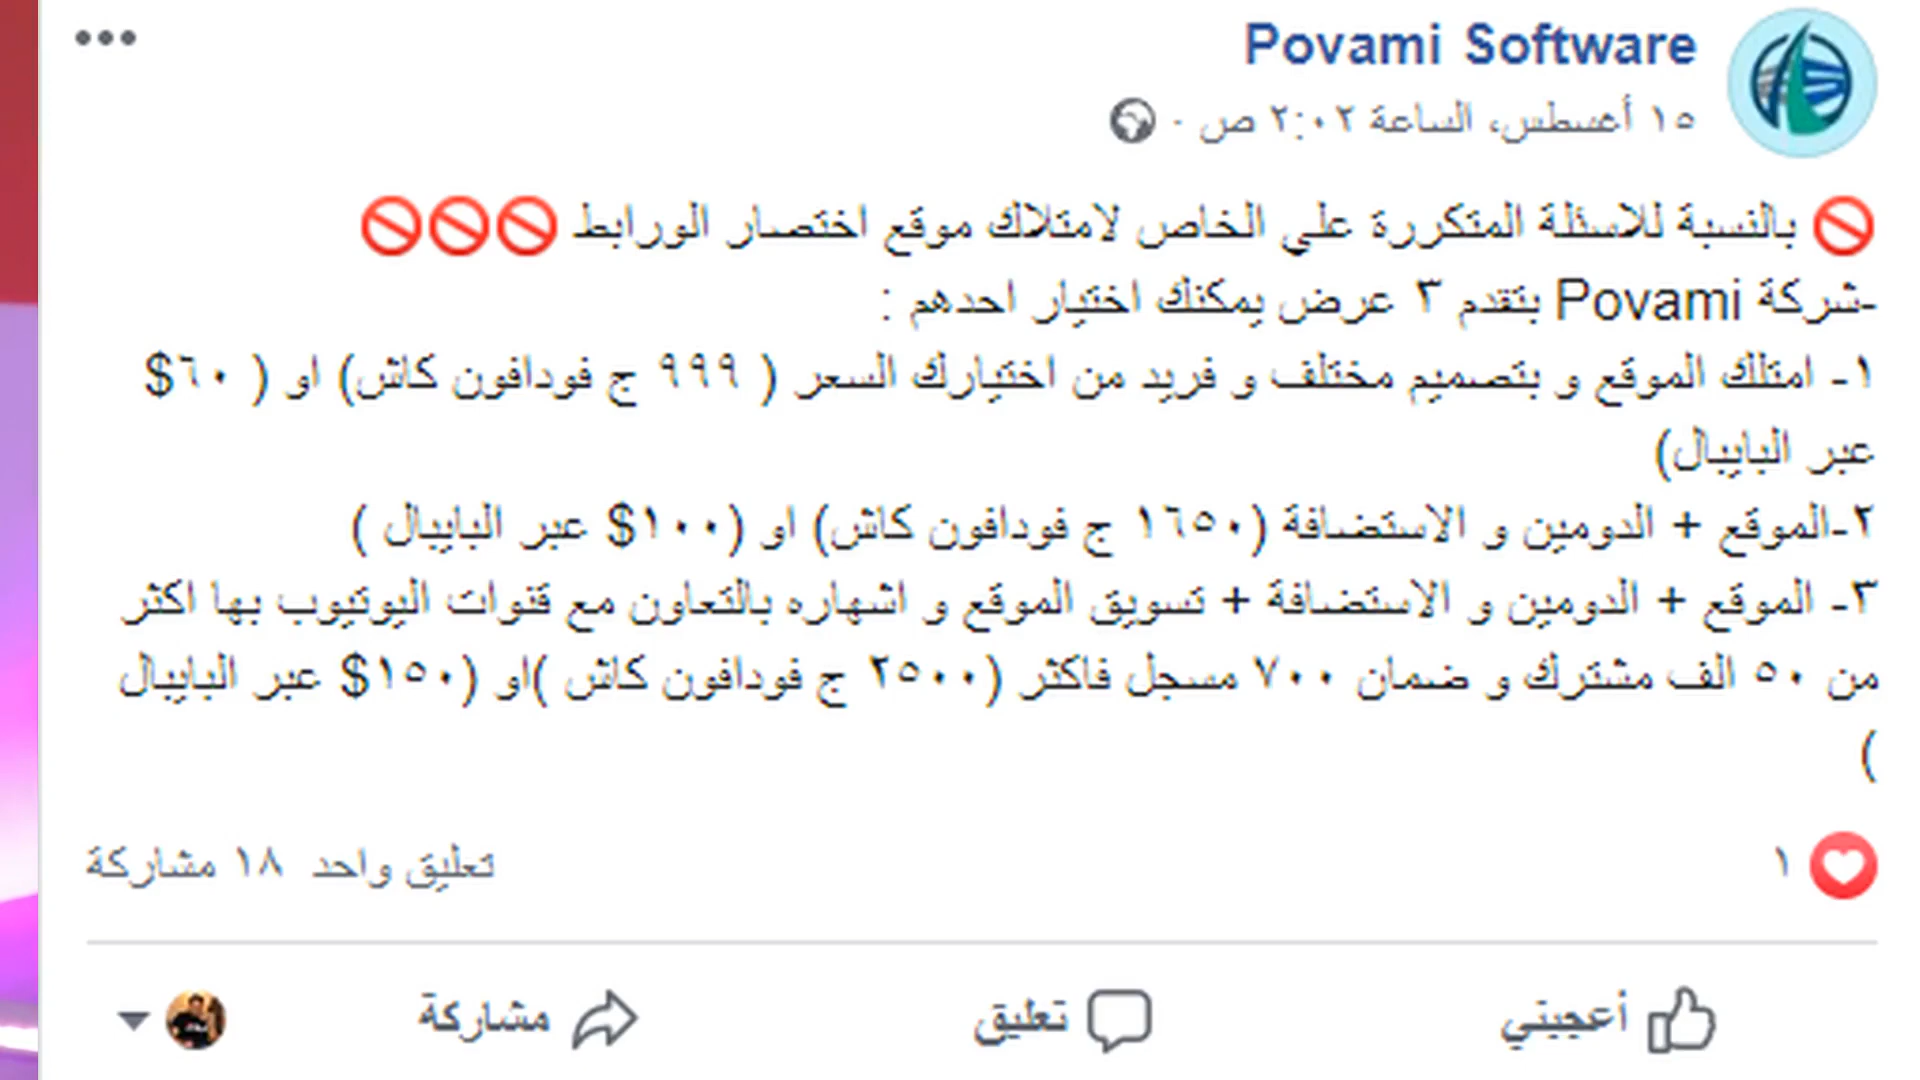 Povami Software
١٥ أغسطس، الساعة ٢:٠٢ ص ·
🚫 بالنسبة للاسئلة المتكررة علي الخاص لامتلاك موقع اختصار الورابط 🚫🚫🚫
-شركة Povami بتقدم ٣ عرض يمكنك اختيار احدهم :
١- امتلك الموقع و بتصميم مختلف و فريد من اختيارك السعر ( ٩٩٩ ج فودافون كاش) او ( ٦٠$
عبر البايبال)
٢-الموقع + الدومين و الاستضافة (١٦٥٠ ج فودافون كاش) او (١٠٠$ عبر البايبال )
٣- الموقع + الدومين و الاستضافة + تسويق الموقع و اشهاره بالتعاون مع قنوات اليوتيوب بها اكثر
من ٥٠ الف مشترك و ضمان ٧٠٠ مسجل فاكثر (٢٥٠٠ ج فودافون كاش )او (١٥٠$ عبر البايبال
)
١ تعليق واحد ١٨ مشاركة
أعجبني تعليق مشاركة